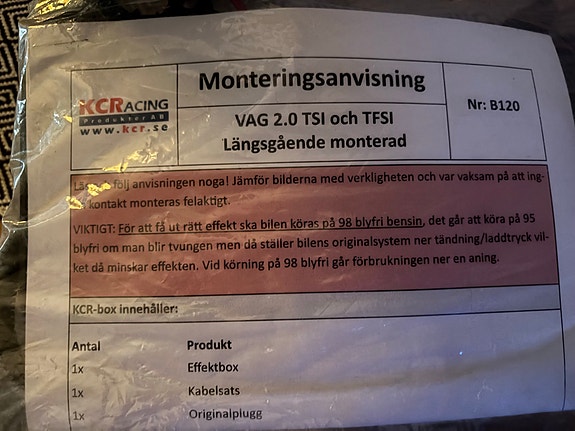 KCRACING
Produkter AB
www.kcr.se
Monteringsanvisning
VAG 2.0 TSI och TFSI
Längsgående monterad
Nr: B120
följ anvisningen noga! Jämför bilderna med verkligheten och var vaksam på att ing-
kontakt monteras felaktigt.
VIKTIGT: För att få ut rätt effekt ska bilen köras på 98 blyfri bensin, det går att köra på 95
blyfri om man blir tvungen men då ställer bilens originalsystem ner tändning/laddtryck vil-
ket då minskar effekten. Vid körning på 98 blyfri går förbrukningen ner en aning.
KCR-box innehåller:
Antal Produkt
1x Effektbox
1x Kabelsats
1x Originalplugg